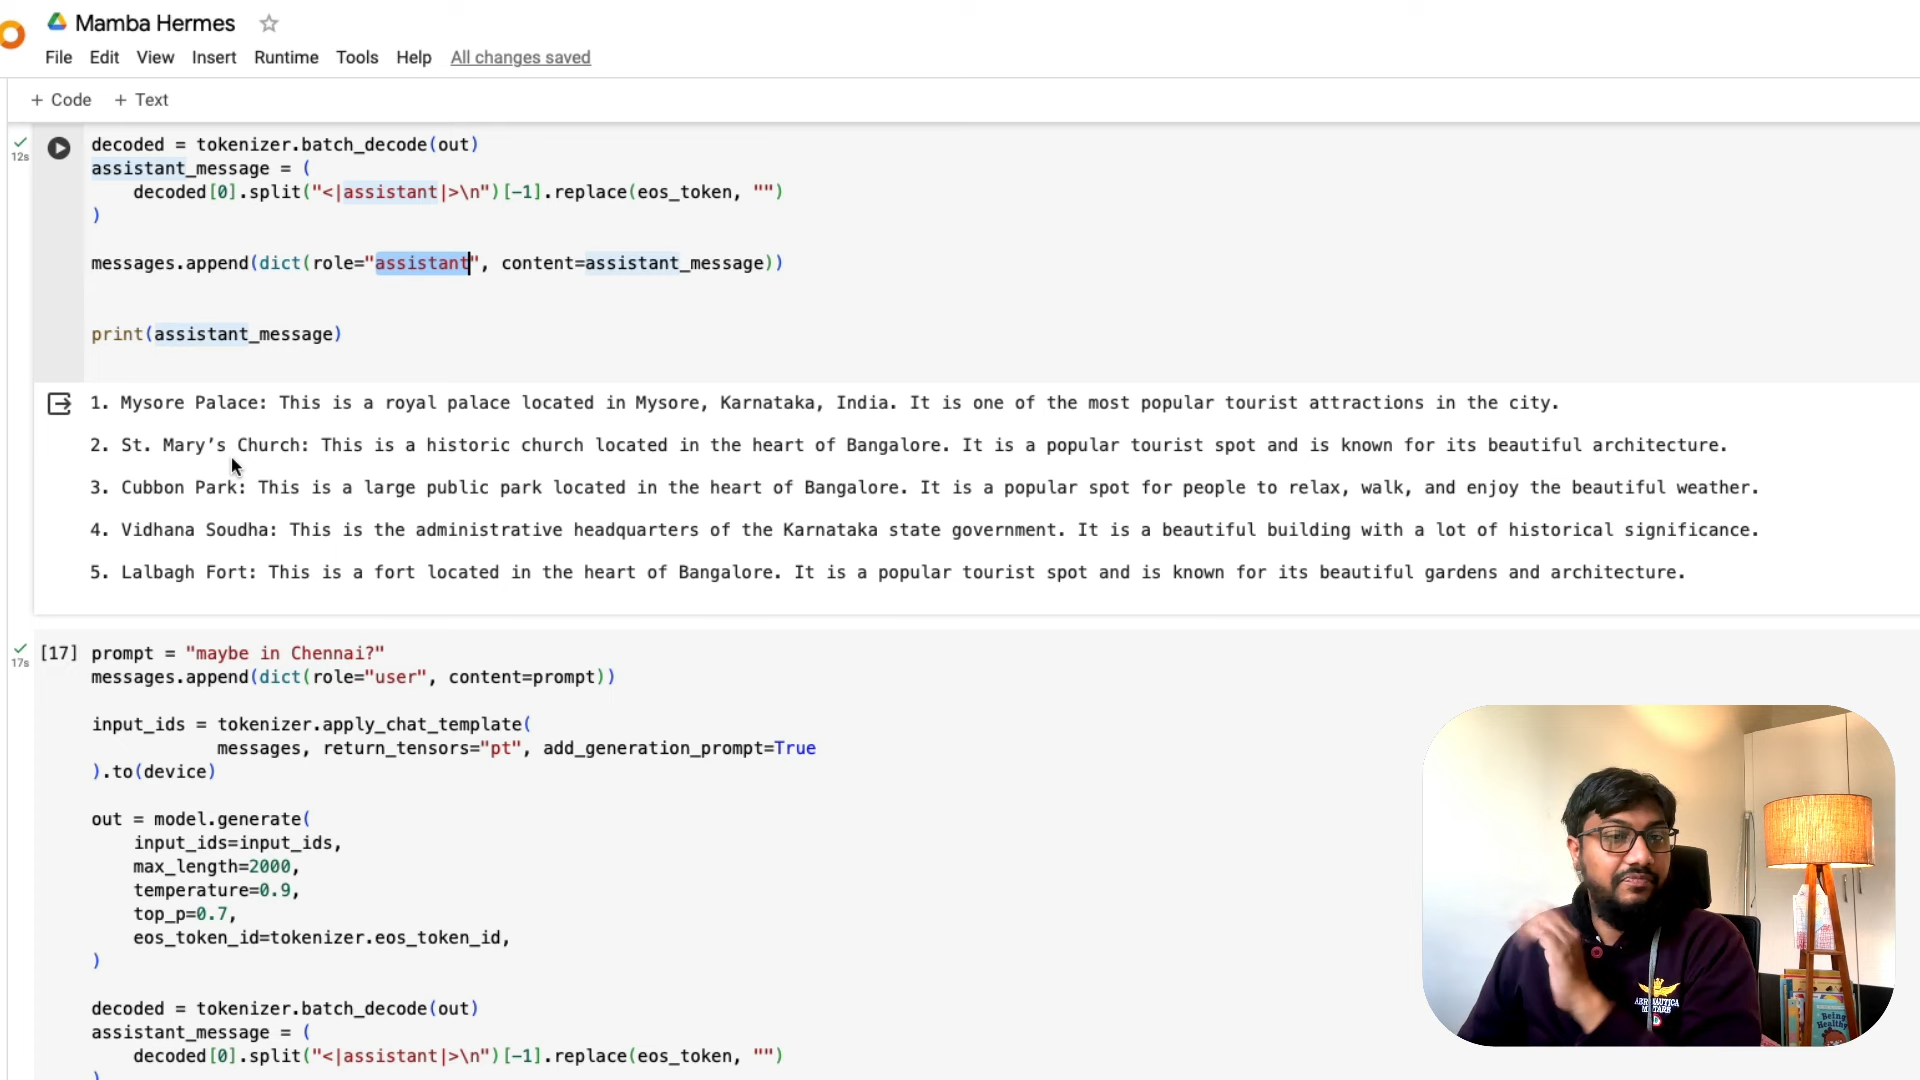 Mamba Hermes
File Edit View Insert Runtime Tools Help All changes saved
+ Code + Text
12s
decoded = tokenizer.batch_decode(out)
assistant_message = (
    decoded[0].split("<|assistant|>\n")[-1].replace(eos_token, "")
)
messages.append(dict(role="assistant", content=assistant_message))
print(assistant_message)
1. Mysore Palace: This is a royal palace located in Mysore, Karnataka, India. It is one of the most popular tourist attractions in the city.
2. St. Mary’s Church: This is a historic church located in the heart of Bangalore. It is a popular tourist spot and is known for its beautiful architecture.
3. Cubbon Park: This is a large public park located in the heart of Bangalore. It is a popular spot for people to relax, walk, and enjoy the beautiful weather.
4. Vidhana Soudha: This is the administrative headquarters of the Karnataka state government. It is a beautiful building with a lot of historical significance.
5. Lalbagh Fort: This is a fort located in the heart of Bangalore. It is a popular tourist spot and is known for its beautiful gardens and architecture.
17s
[17] prompt = "maybe in Chennai?"
messages.append(dict(role="user", content=prompt))
input_ids = tokenizer.apply_chat_template(
            messages, return_tensors="pt", add_generation_prompt=True
).to(device)
out = model.generate(
    input_ids=input_ids,
    max_length=2000,
    temperature=0.9,
    top_p=0.7,
    eos_token_id=tokenizer.eos_token_id,
)
decoded = tokenizer.batch_decode(out)
assistant_message = (
    decoded[0].split("<|assistant|>\n")[-1].replace(eos_token, "")
)
Being
Healthy